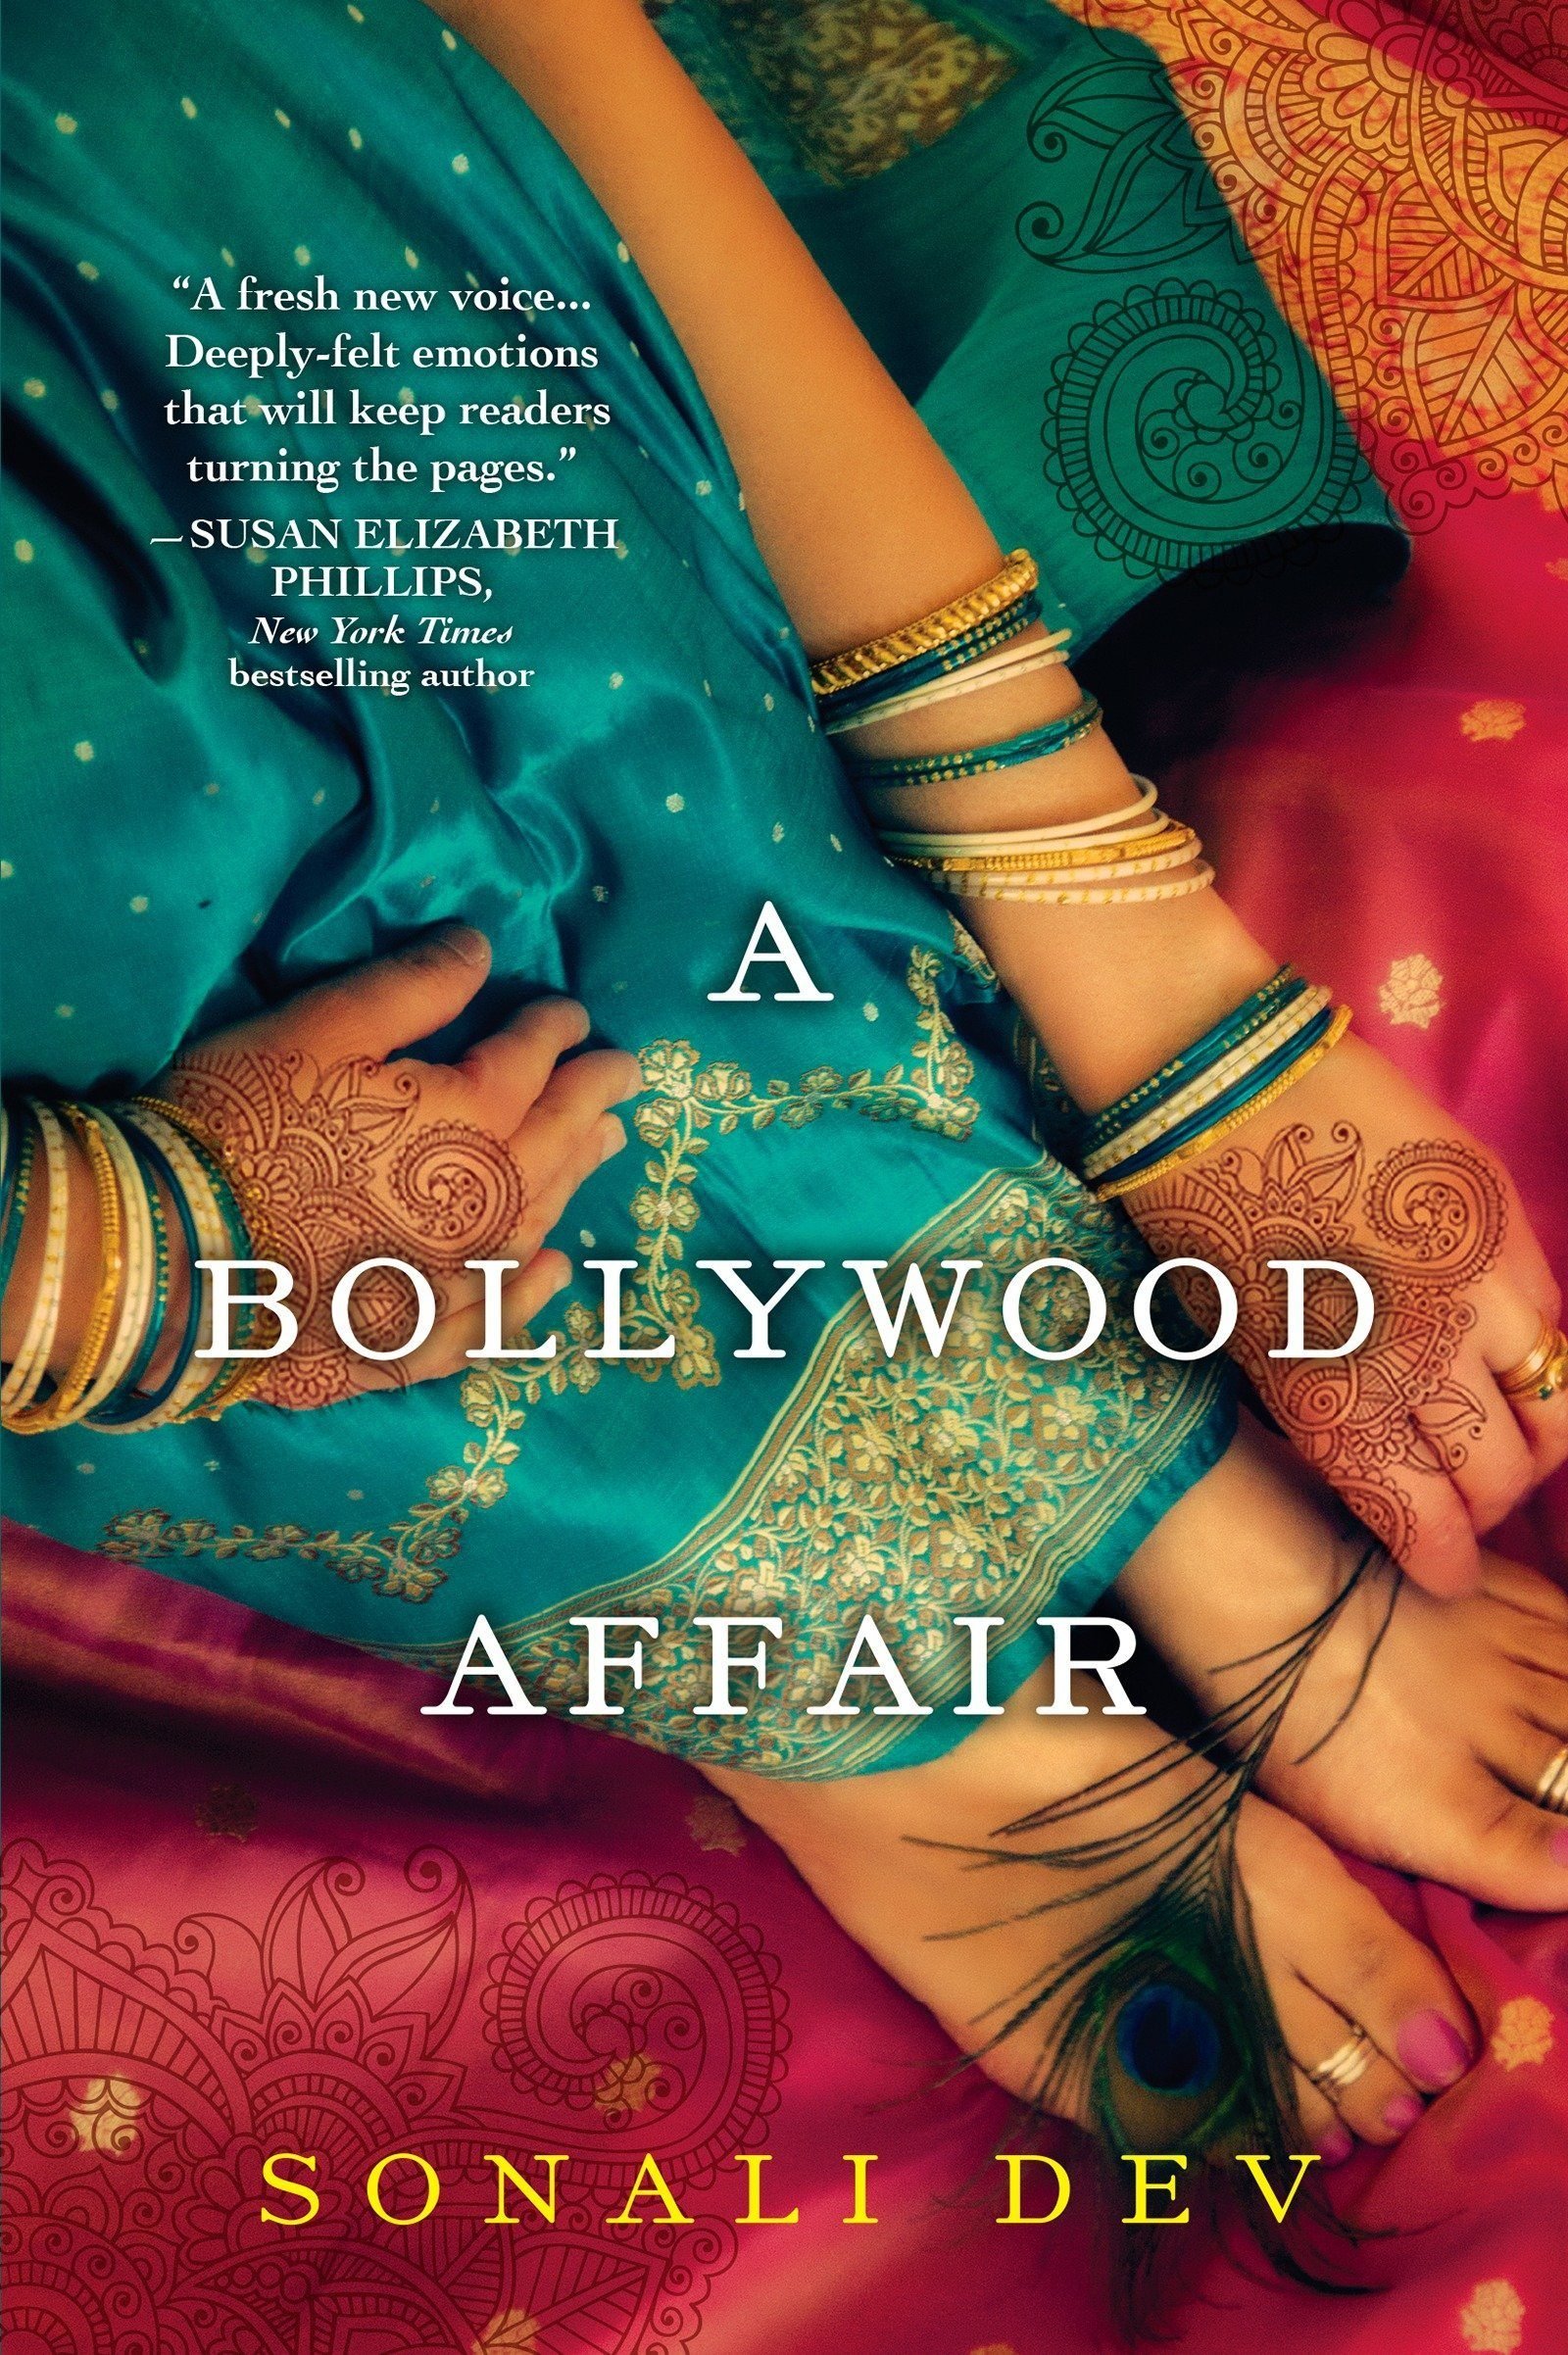 “A fresh new voice...
Deeply-felt emotions
that will keep readers
turning the pages.”
—SUSAN ELIZABETH
PHILLIPS,
New York Times
bestselling author
A
BOLLYWOOD
AFFAIR
SONALI DEV